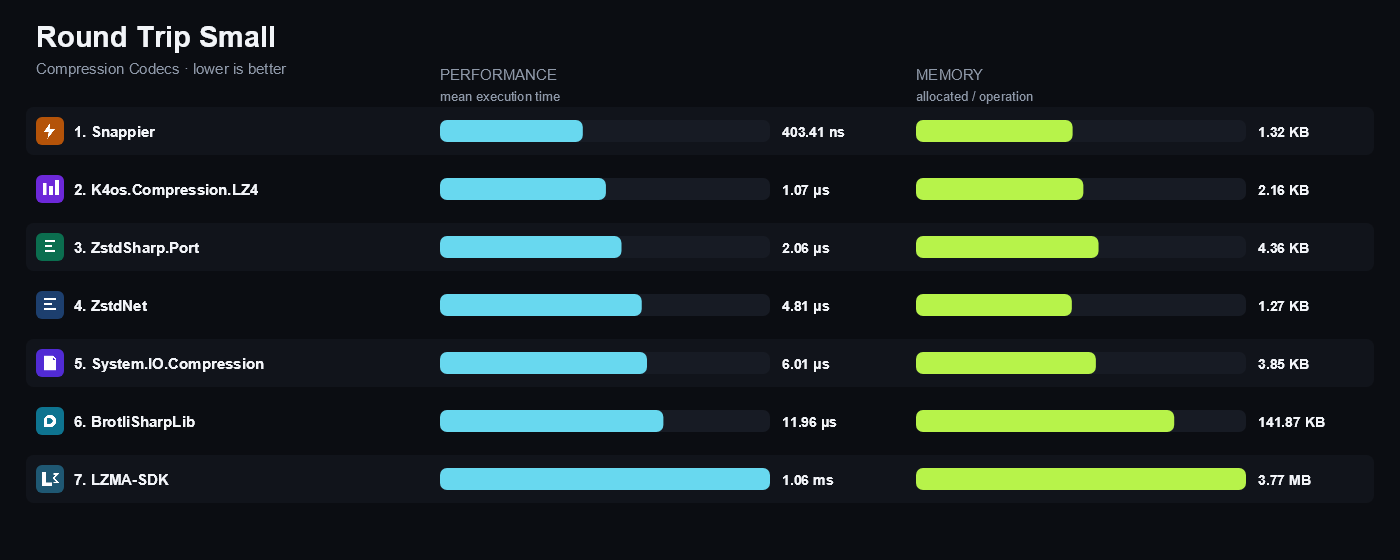 Round Trip Small
Compression Codecs · lower is better
PERFORMANCE
mean execution time
MEMORY
allocated / operation
1. Snappier 403.41 ns 1.32 KB
2. K4os.Compression.LZ4 1.07 µs 2.16 KB
3. ZstdSharp.Port 2.06 µs 4.36 KB
4. ZstdNet 4.81 µs 1.27 KB
5. System.IO.Compression 6.01 µs 3.85 KB
6. BrotliSharpLib 11.96 µs 141.87 KB
7. LZMA-SDK 1.06 ms 3.77 MB